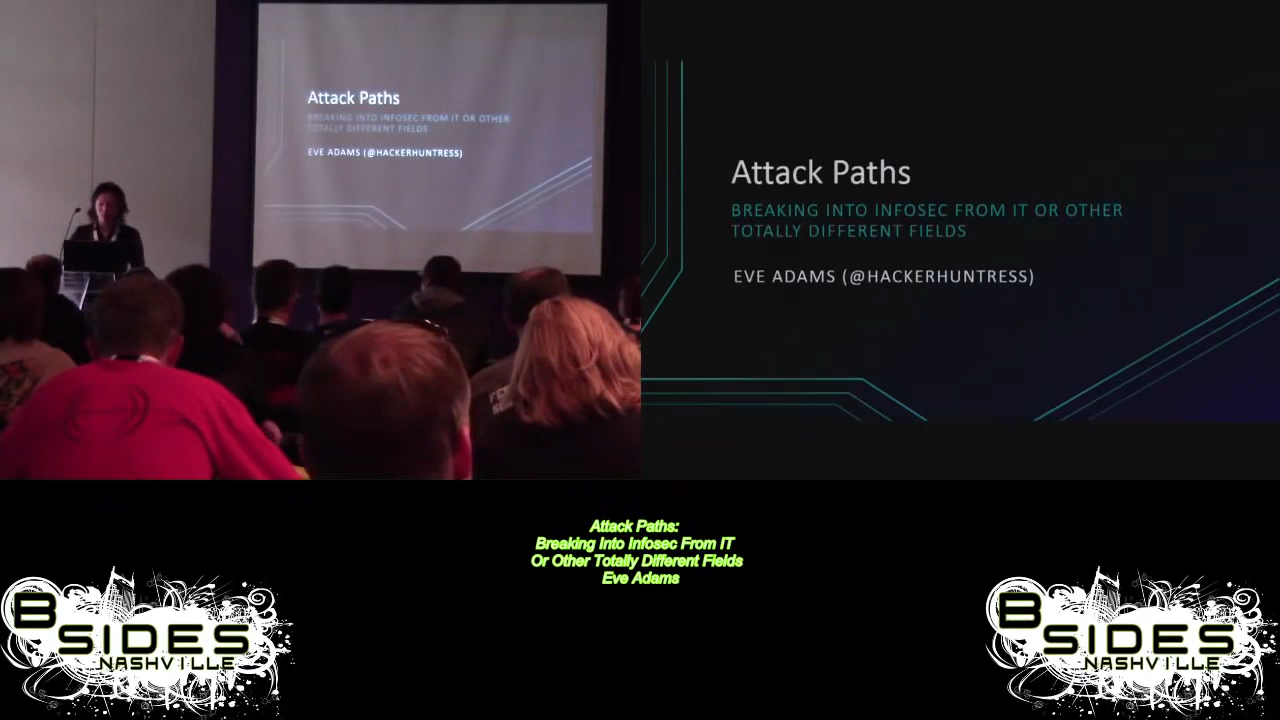 Attack Paths
BREAKING INTO INFOSEC FROM IT OR OTHER
TOTALLY DIFFERENT FIELDS
EVE ADAMS (@HACKERHUNTRESS)
Attack Paths
BREAKING INTO INFOSEC FROM IT OR OTHER
TOTALLY DIFFERENT FIELDS
EVE ADAMS (@HACKERHUNTRESS)
Attack Paths:
Breaking Into Infosec From IT
Or Other Totally Different Fields
Eve Adams
B
SIDES
NASHVILLE
B
SIDES
NASHVILLE